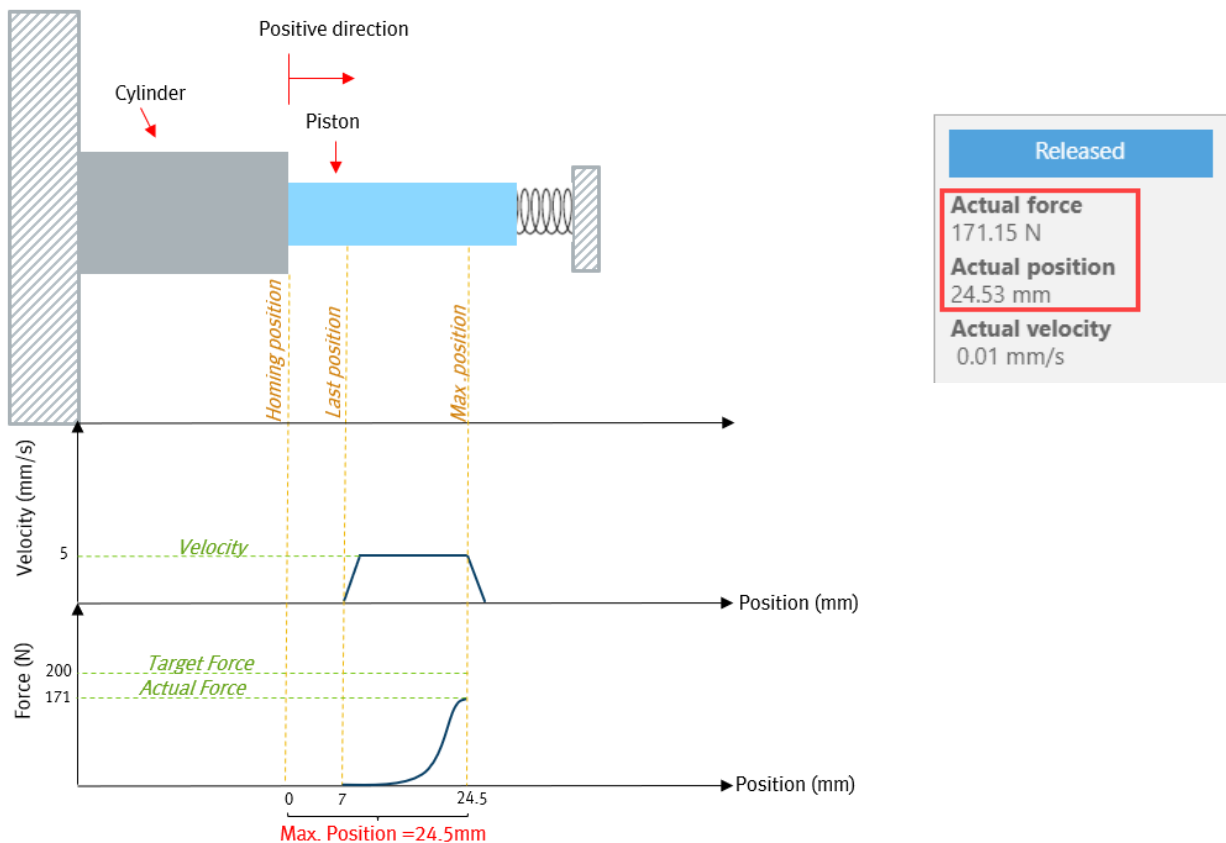 Positive direction
Cylinder
Piston
Homing position
Last position
Max .position
Velocity (mm/s)
5
Velocity
Position (mm)
Force (N)
200
Target Force
171
Actual Force
Position (mm)
0
7
24.5
Max. Position =24.5mm
Released
Actual force
171.15 N
Actual position
24.53 mm
Actual velocity
0.01 mm/s